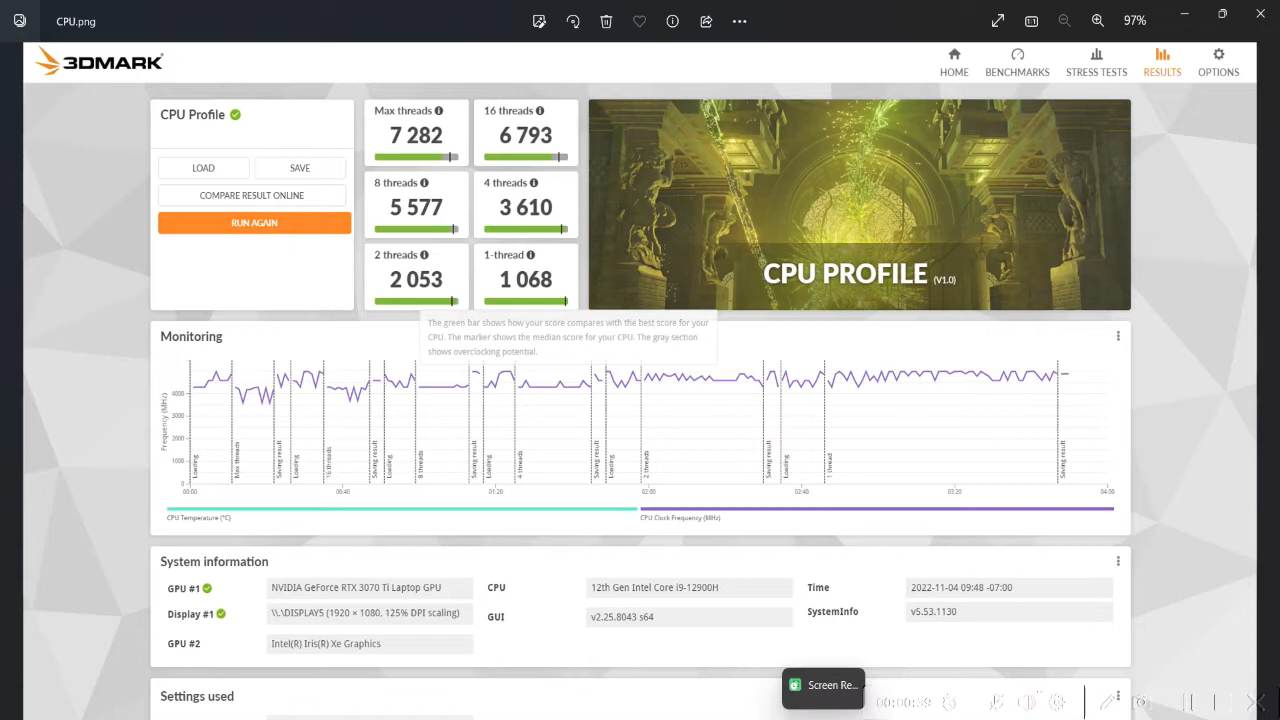 CPU.png
97%
3DMARK
HOME
BENCHMARKS
STRESS TESTS
RESULTS
OPTIONS
CPU Profile
LOAD
SAVE
COMPARE RESULT ONLINE
RUN AGAIN
Max threads
7 282
16 threads
6 793
8 threads
5 577
4 threads
3 610
2 threads
2 053
1-thread
1 068
CPU PROFILE (V1.0)
The green bar shows how your score compares with the best score for your
CPU. The marker shows the median score for your CPU. The gray section
shows overclocking potential.
Monitoring
Frequency (MHz)
4000
3000
2000
1000
0
Loading
Max threads
Saving result
Loading
16 threads
Saving result
Loading
8 threads
Saving result
Loading
4 threads
Saving result
Loading
2 threads
Saving result
Loading
1 thread
Saving result
00:00
00:40
01:20
02:00
02:40
03:20
04:00
CPU Temperature (°C)
CPU Clock Frequency (MHz)
System information
GPU #1
NVIDIA GeForce RTX 3070 Ti Laptop GPU
Display #1
\\.\DISPLAY5 (1920 × 1080, 125% DPI scaling)
GPU #2
Intel(R) Iris(R) Xe Graphics
CPU
12th Gen Intel Core i9-12900H
GUI
v2.25.8043 s64
Time
2022-11-04 09:48 -07:00
SystemInfo
v5.53.1130
Settings used
Screen Re...
00:00:39